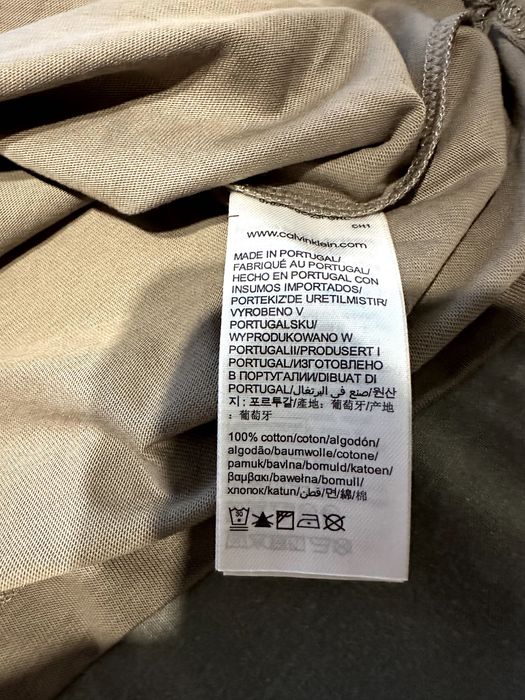 CH1
www.calvinklein.com
MADE IN PORTUGAL/
FABRIQUÉ AU PORTUGAL/
HECHO EN PORTUGAL CON
INSUMOS IMPORTADOS/
PORTEKIZ'DE URETILMISTIR/
VYROBENO V
PORTUGALSKU/
WYPRODUKOWANO W
PORTUGALII/PRODUSERT I
PORTUGAL/ИЗГОТОВЛЕНО
В ПОРТУГАЛИИ/DIBUAT DI
PORTUGAL/صنع في البرتغال/원산
지: 포르투갈/產地: 葡萄牙/产地
: 葡萄牙
100% cotton/coton/algodón/
algodão/baumwolle/cotone/
pamuk/bavlna/bomuld/katoen/
βαμβακι/bawełna/bomull/
хлопок/katun/قطن/면/綿/棉
30